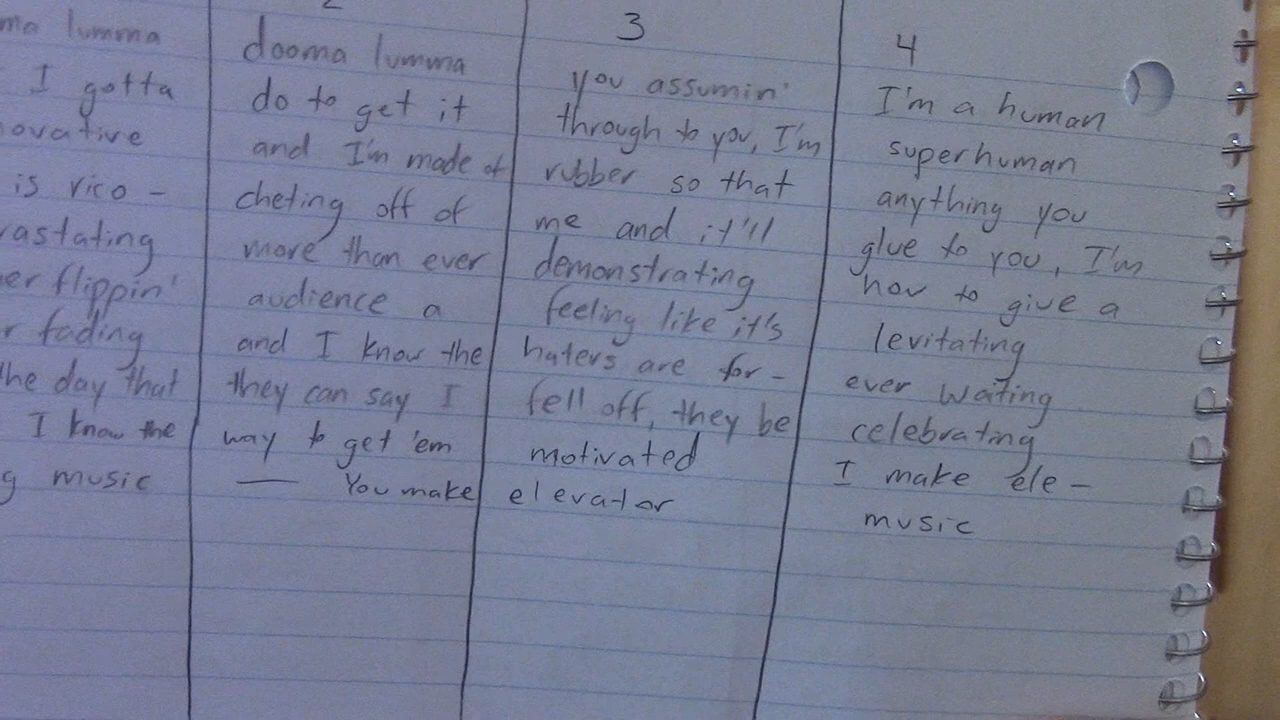 2 3 4
ma lumma dooma lumma you assumin' I'm a human
I gotta do to get it through to you, I'm superhuman
ovative and I'm made of rubber so that anything you
is rico - cheting off of me and it'll glue to you, I'm
astating more than ever demonstrating how to give a
er flippin' audience a feeling like it's levitating
r fading and I know the haters are for - ever waiting
the day that they can say I fell off, they be celebrating
I know the way to get 'em motivated I make ele -
g music — You make elevator music